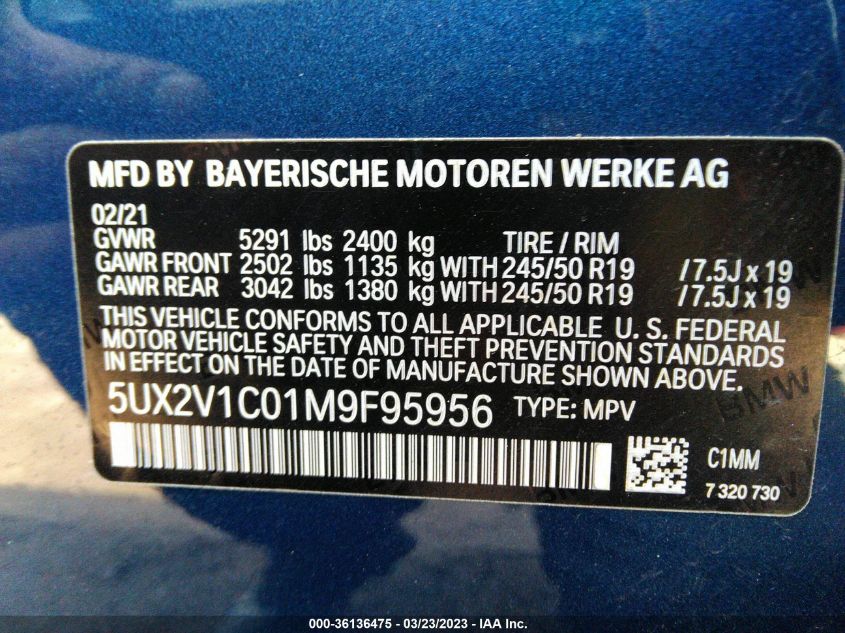 MFD BY BAYERISCHE MOTOREN WERKE AG
02/21
GVWR 5291 lbs 2400 kg TIRE / RIM
GAWR FRONT 2502 lbs 1135 kg WITH 245/50 R19 / 7.5J x 19
GAWR REAR 3042 lbs 1380 kg WITH 245/50 R19 / 7.5J x 19
THIS VEHICLE CONFORMS TO ALL APPLICABLE U. S. FEDERAL
MOTOR VEHICLE SAFETY AND THEFT PREVENTION STANDARDS
IN EFFECT ON THE DATE OF MANUFACTURE SHOWN ABOVE.
5UX2V1C01M9F95956 TYPE: MPV
BMW
C1MM
7 320 730
000-36136475 - 03/23/2023 - IAA Inc.